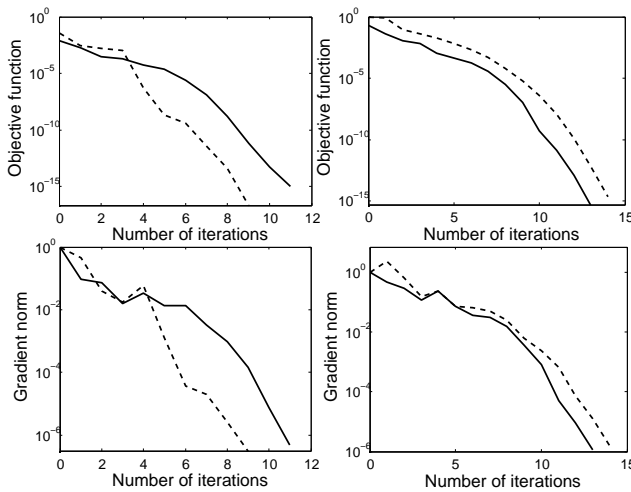 10^0
10^-5
10^-10
10^-15
Objective function
0 2 4 6 8 10 12
Number of iterations
10^0
10^-5
10^-10
10^-15
Objective function
0 5 10 15
Number of iterations
10^0
10^-2
10^-4
10^-6
Gradient norm
0 2 4 6 8 10 12
Number of iterations
10^0
10^-2
10^-4
10^-6
Gradient norm
0 5 10 15
Number of iterations